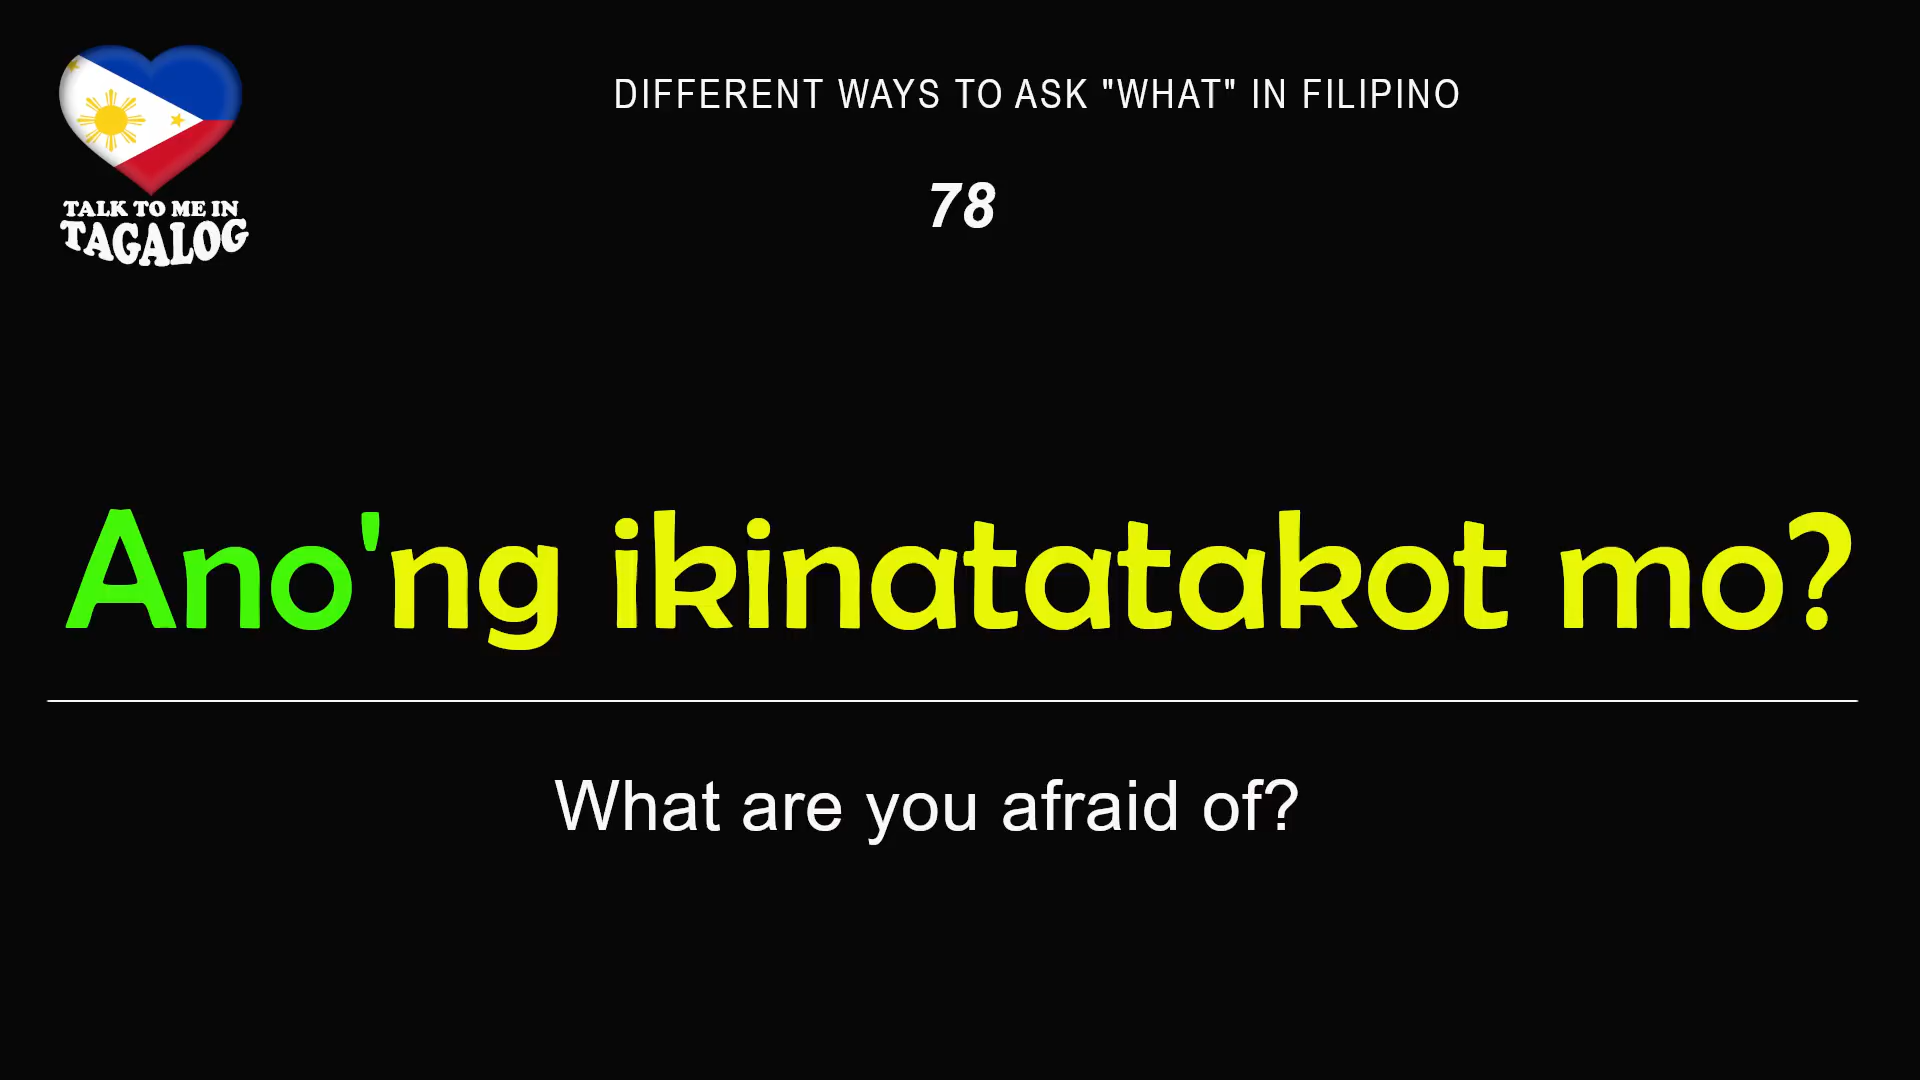 DIFFERENT WAYS TO ASK "WHAT" IN FILIPINO
78
TALK TO ME IN
TAGALOG
Ano'ng ikinatatakot mo?
What are you afraid of?